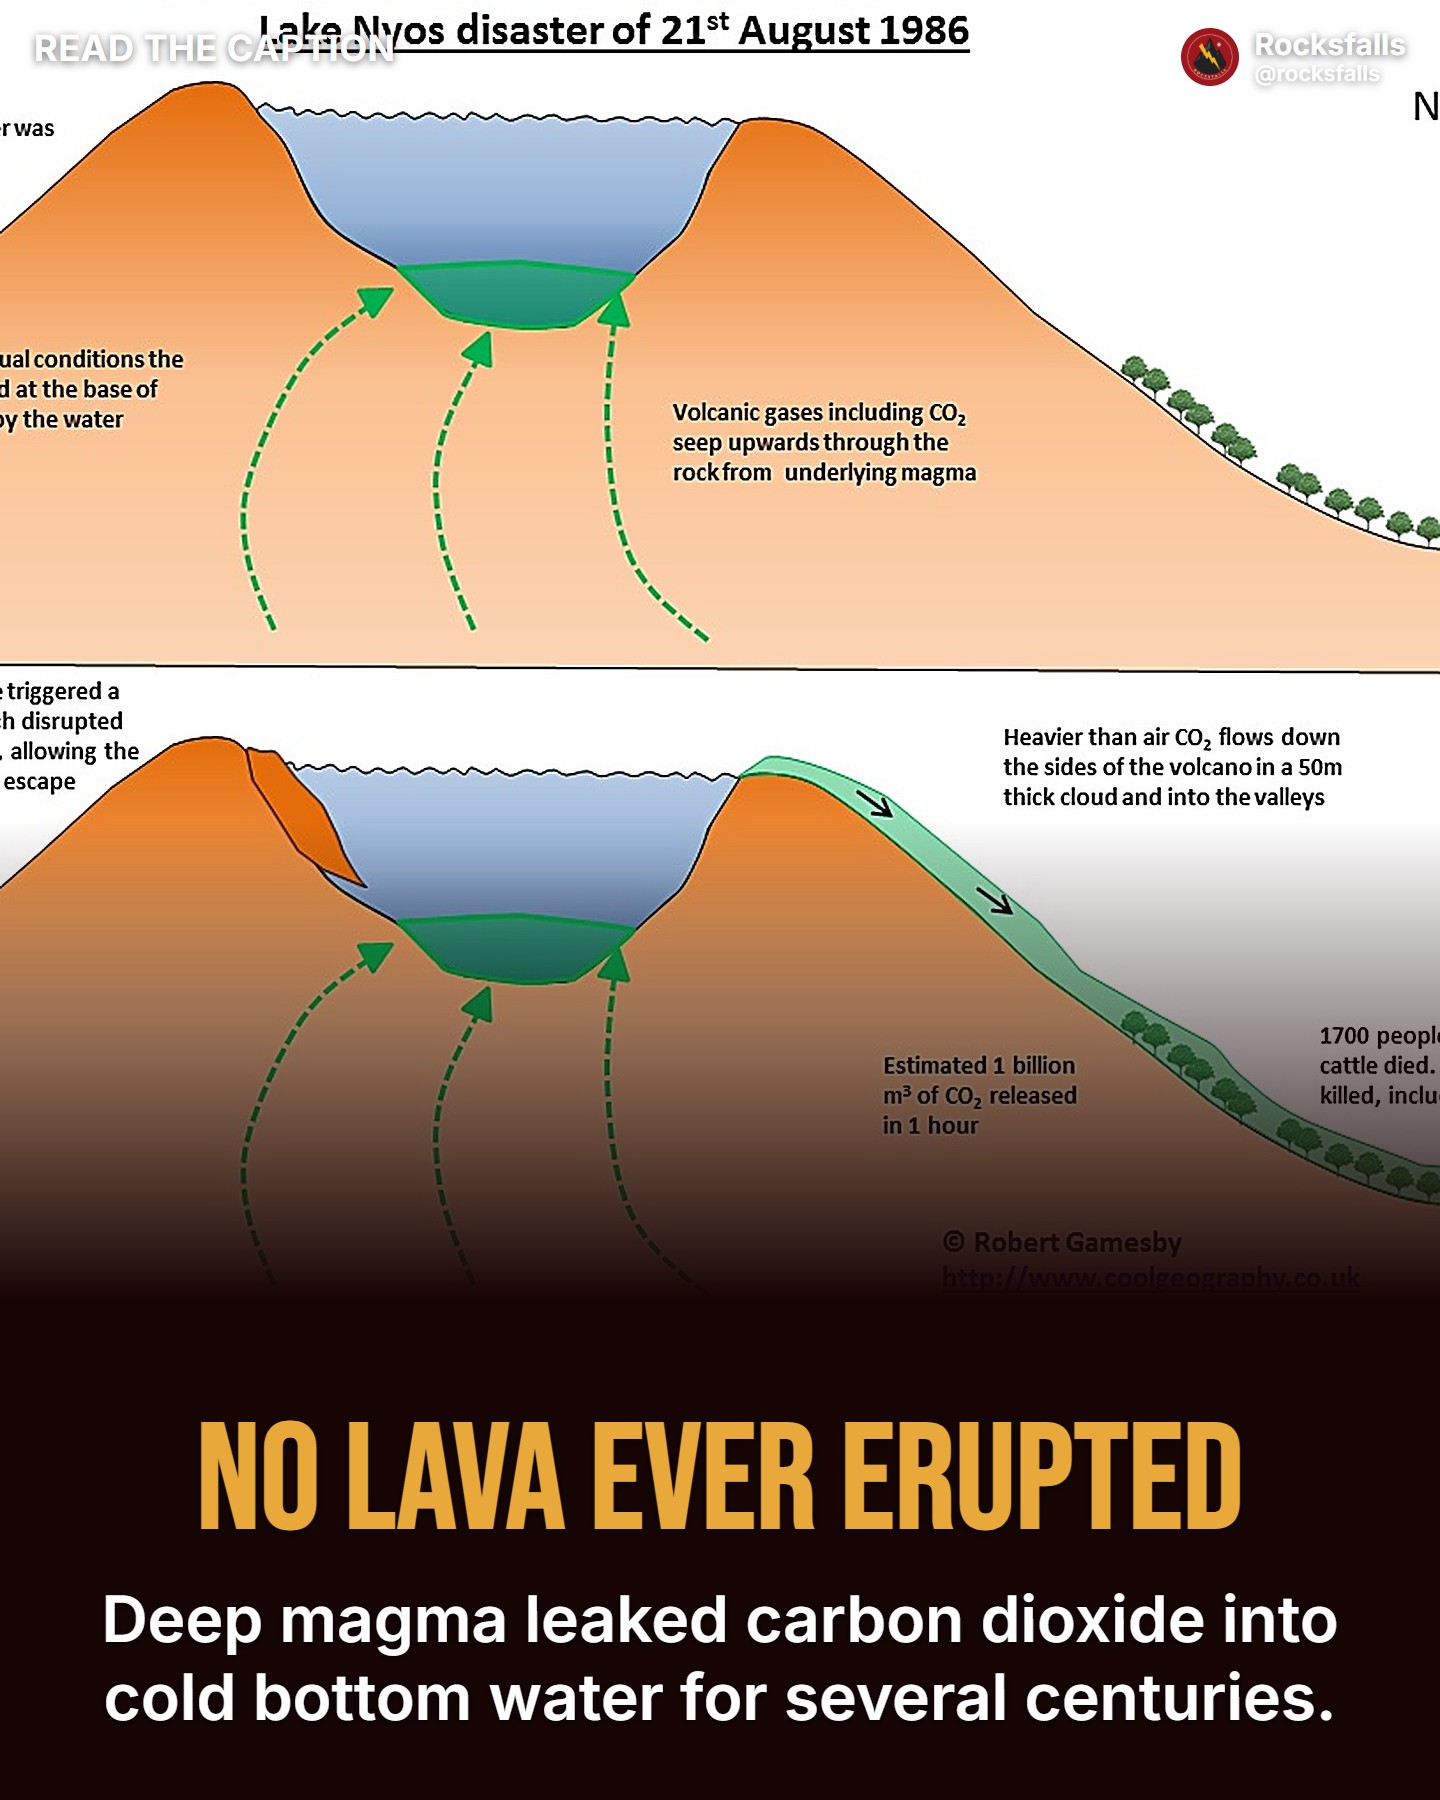 Lake Nyos disaster of 21st August 1986
READ THE CAPTION
Rocksfalls
@rocksfalls
N
er was
ual conditions the
d at the base of
by the water
Volcanic gases including CO₂
seep upwards through the
rock from underlying magma
e triggered a
ch disrupted
, allowing the
escape
Heavier than air CO₂ flows down
the sides of the volcano in a 50m
thick cloud and into the valleys
Estimated 1 billion
m³ of CO₂ released
in 1 hour
1700 people
cattle died.
killed, inclu
© Robert Gamesby
http://www.coolgeography.co.uk
NO LAVA EVER ERUPTED
Deep magma leaked carbon dioxide into
cold bottom water for several centuries.